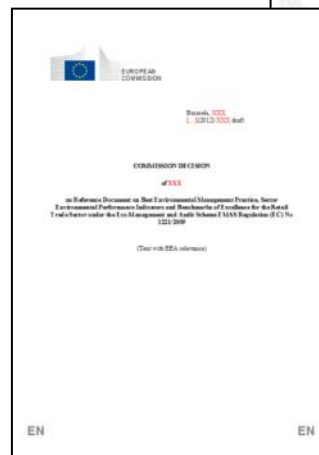 EUROPEAN
COMMISSION
Brussels, XXX
[…](2012) XXX draft
COMMISSION DECISION
of XXX
on Reference Document on Best Environmental Management Practice, Sector
Environmental Performance Indicators and Benchmarks of Excellence for the Retail
Trade Sector under the Eco-Management and Audit Scheme EMAS Regulation (EC) No
1221/2009
(Text with EEA relevance)
EN
EN